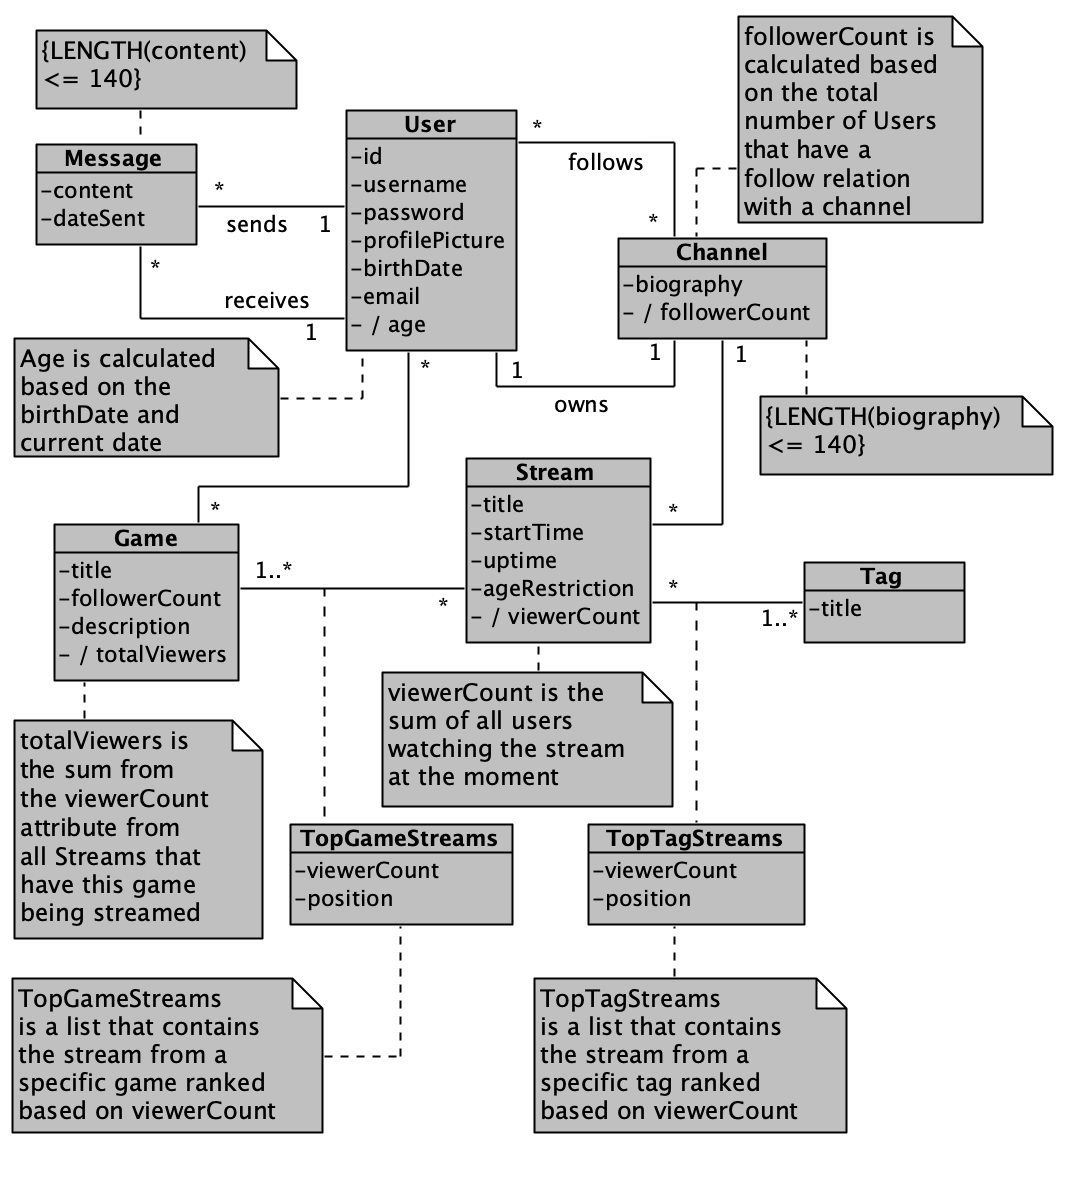 {LENGTH(content)
<= 140}
followerCount is
calculated based
on the total
number of Users
that have a
follow relation
with a channel
User
-id
-username
-password
-profilePicture
-birthDate
-email
- / age
Message
-content
-dateSent
*
sends
1
*
receives
1
*
follows
*
Channel
-biography
- / followerCount
Age is calculated
based on the
birthDate and
current date
*
1
owns
1
1
{LENGTH(biography)
<= 140}
*
Game
-title
-followerCount
-description
- / totalViewers
1..*
*
Stream
-title
-startTime
-uptime
-ageRestriction
- / viewerCount
*
*
1..*
Tag
-title
totalViewers is
the sum from
the viewerCount
attribute from
all Streams that
have this game
being streamed
viewerCount is the
sum of all users
watching the stream
at the moment
TopGameStreams
-viewerCount
-position
TopTagStreams
-viewerCount
-position
TopGameStreams
is a list that contains
the stream from a
specific game ranked
based on viewerCount
TopTagStreams
is a list that contains
the stream from a
specific tag ranked
based on viewerCount